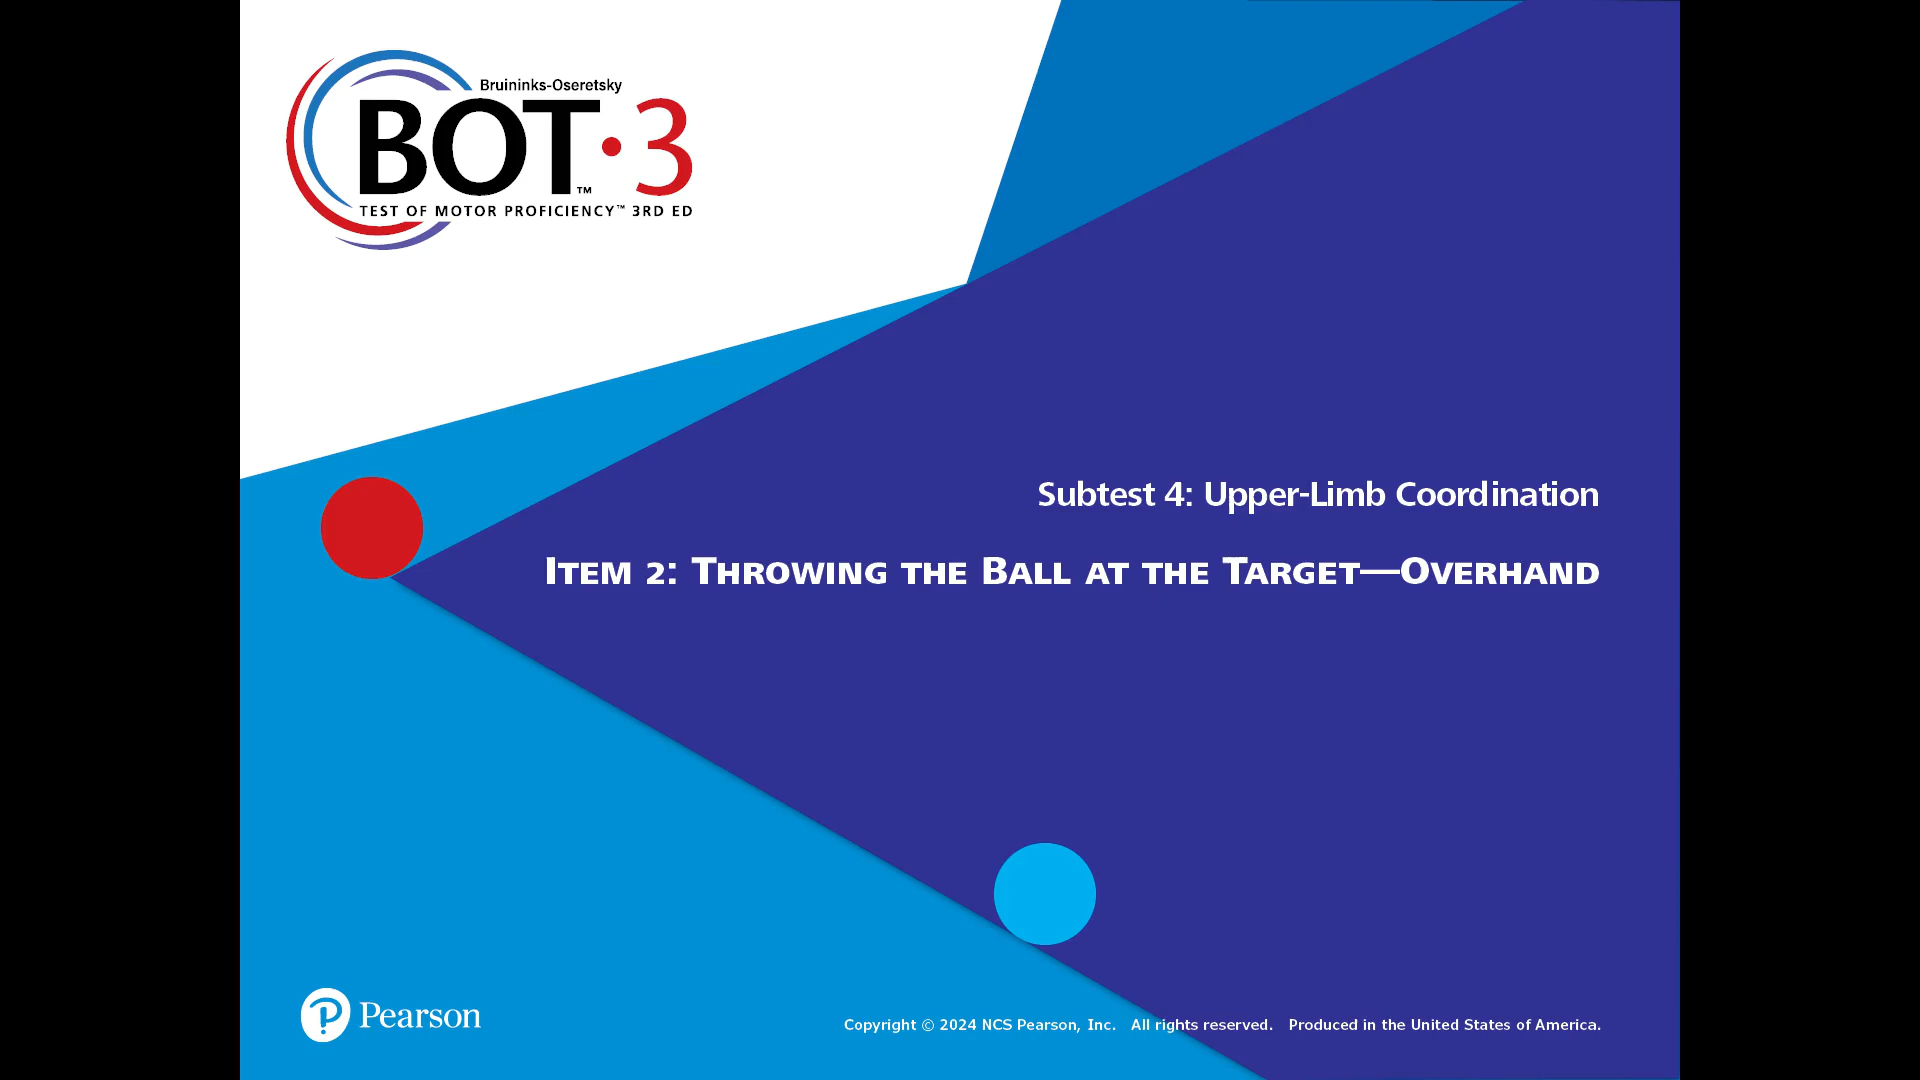 Bruininks-Oseretsky
BOT·3™
TEST OF MOTOR PROFICIENCY™ 3RD ED
Subtest 4: Upper-Limb Coordination
ITEM 2: THROWING THE BALL AT THE TARGET—OVERHAND
Pearson
Copyright © 2024 NCS Pearson, Inc. All rights reserved. Produced in the United States of America.